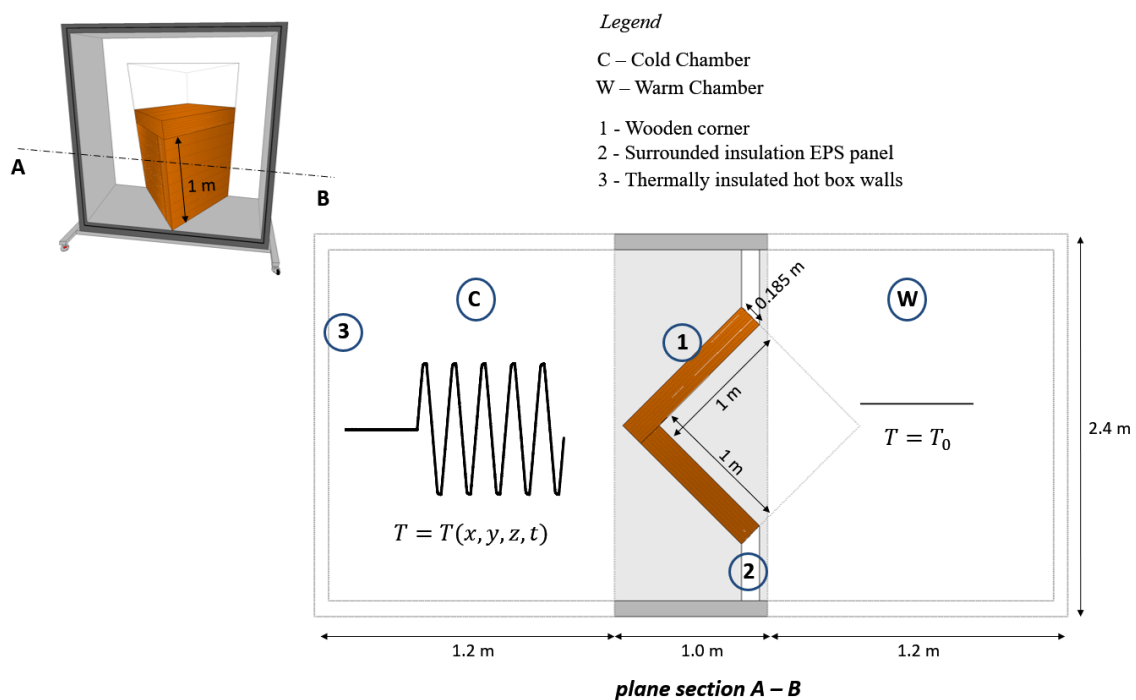 Legend
C – Cold Chamber
W – Warm Chamber
1 - Wooden corner
2 - Surrounded insulation EPS panel
3 - Thermally insulated hot box walls
A
1 m
B
C
W
0.185 m
3
1
1 m
T = T₀
2.4 m
1 m
T = T(x, y, z, t)
2
1.2 m
1.0 m
1.2 m
plane section A – B